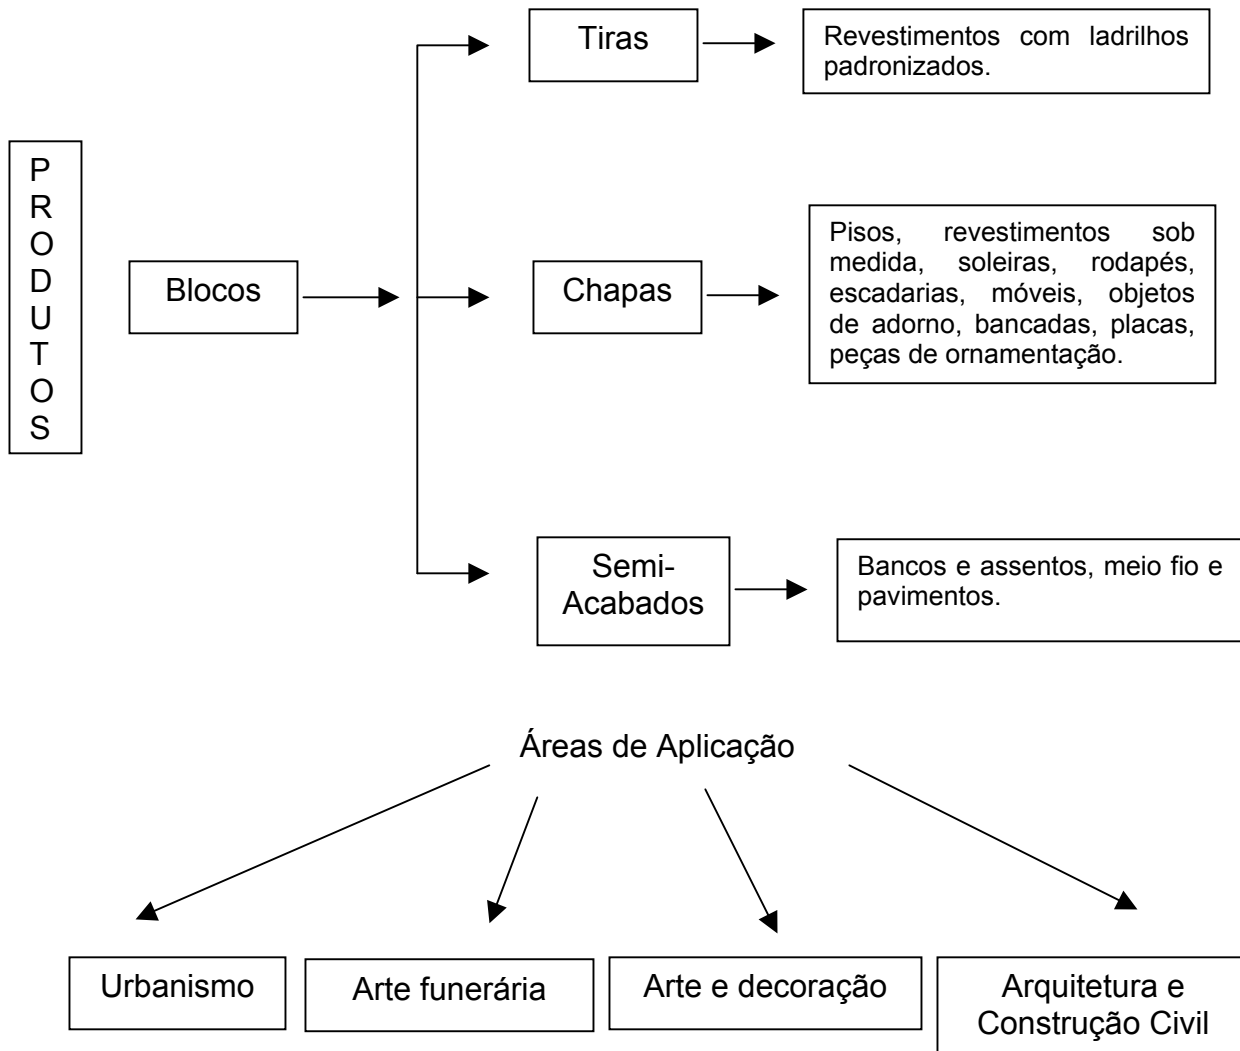 PRODUTOS
Blocos
Tiras
Revestimentos com ladrilhos
padronizados.
Chapas
Pisos, revestimentos sob
medida, soleiras, rodapés,
escadarias, móveis, objetos
de adorno, bancadas, placas,
peças de ornamentação.
Semi-
Acabados
Bancos e assentos, meio fio e
pavimentos.
Áreas de Aplicação
Urbanismo
Arte funerária
Arte e decoração
Arquitetura e
Construção Civil